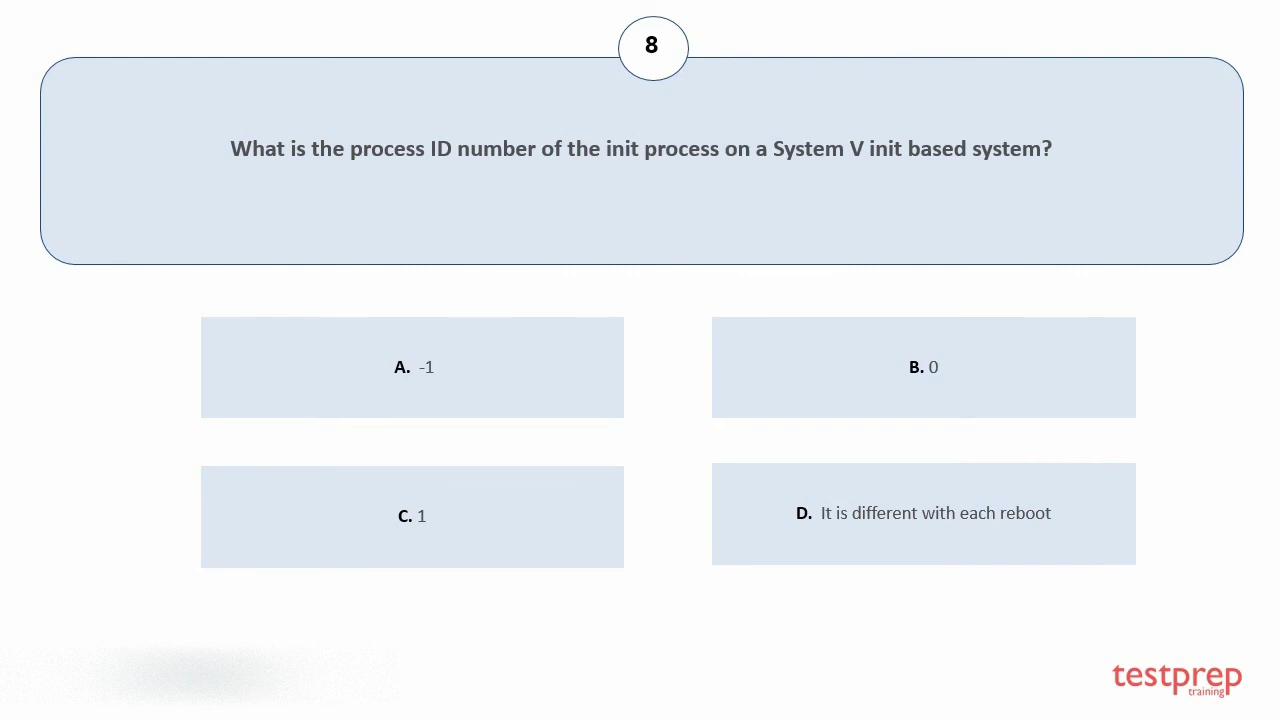 8
What is the process ID number of the init process on a System V init based system?
A. -1
B. 0
C. 1
D. It is different with each reboot
testprep
training